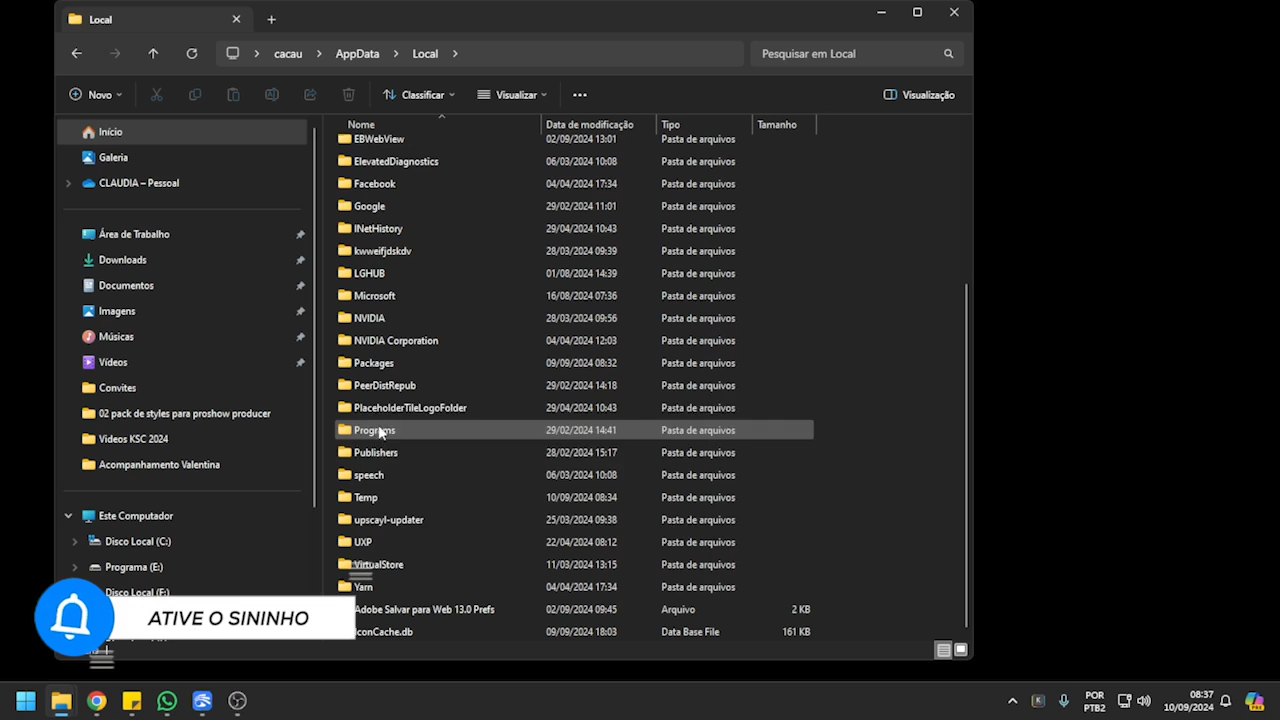 Local
cacau
AppData
Local
Pesquisar em Local
Novo
Classificar
Visualizar
Visualização
Início
Galeria
CLAUDIA – Pessoal
Área de Trabalho
Downloads
Documentos
Imagens
Músicas
Vídeos
Convites
02 pack de styles para proshow producer
Videos KSC 2024
Acompanhamento Valentina
Este Computador
Disco Local (C:)
Programa (E:)
Disco Local (F:)
Nome Data de modificação Tipo Tamanho
EBWebView 02/09/2024 13:01 Pasta de arquivos
ElevatedDiagnostics 06/03/2024 10:08 Pasta de arquivos
Facebook 04/04/2024 17:34 Pasta de arquivos
Google 29/02/2024 11:01 Pasta de arquivos
INetHistory 29/04/2024 10:43 Pasta de arquivos
kwweifjdskdv 28/03/2024 09:39 Pasta de arquivos
LGHUB 01/08/2024 14:39 Pasta de arquivos
Microsoft 16/08/2024 07:36 Pasta de arquivos
NVIDIA 28/03/2024 09:56 Pasta de arquivos
NVIDIA Corporation 04/04/2024 12:03 Pasta de arquivos
Packages 09/09/2024 08:32 Pasta de arquivos
PeerDistRepub 29/02/2024 14:18 Pasta de arquivos
PlaceholderTileLogoFolder 29/04/2024 10:43 Pasta de arquivos
Programs 29/02/2024 14:41 Pasta de arquivos
Publishers 28/02/2024 15:17 Pasta de arquivos
speech 06/03/2024 10:08 Pasta de arquivos
Temp 10/09/2024 08:34 Pasta de arquivos
upscayl-updater 25/03/2024 09:38 Pasta de arquivos
UXP 22/04/2024 08:12 Pasta de arquivos
VirtualStore 11/03/2024 13:15 Pasta de arquivos
Yarn 04/04/2024 17:34 Pasta de arquivos
Adobe Salvar para Web 13.0 Prefs 02/09/2024 09:45 Arquivo 2 KB
IconCache.db 09/09/2024 18:03 Data Base File 161 KB
ATIVE O SININHO
POR
PTB2
08:37
10/09/2024